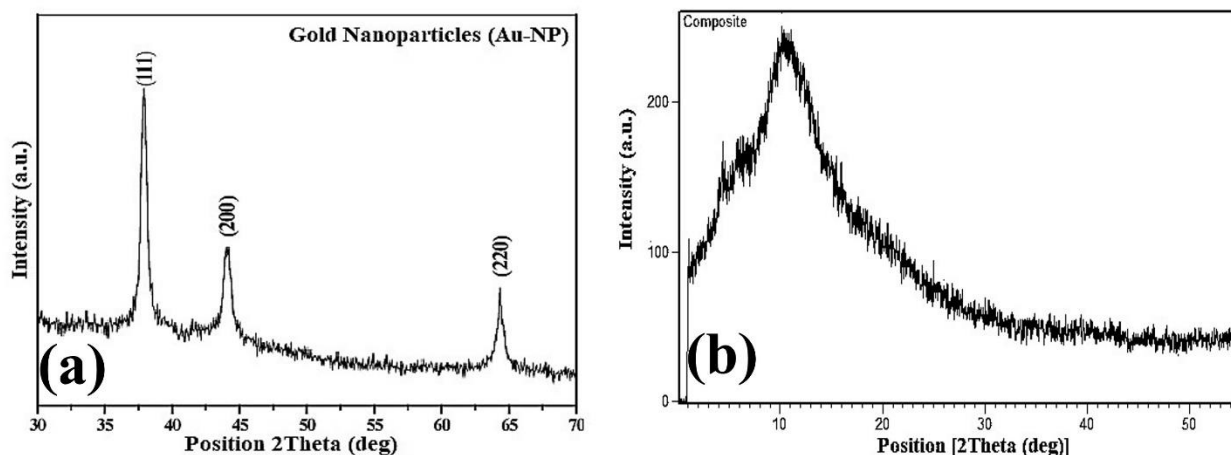 Gold Nanoparticles (Au-NP)
(111)
(200)
(220)
Intensity (a.u.)
(a)
30 35 40 45 50 55 60 65 70
Position 2Theta (deg)
Composite
200
100
0
Intensity (a.u.)
(b)
10 20 30 40 50
Position [2Theta (deg)]